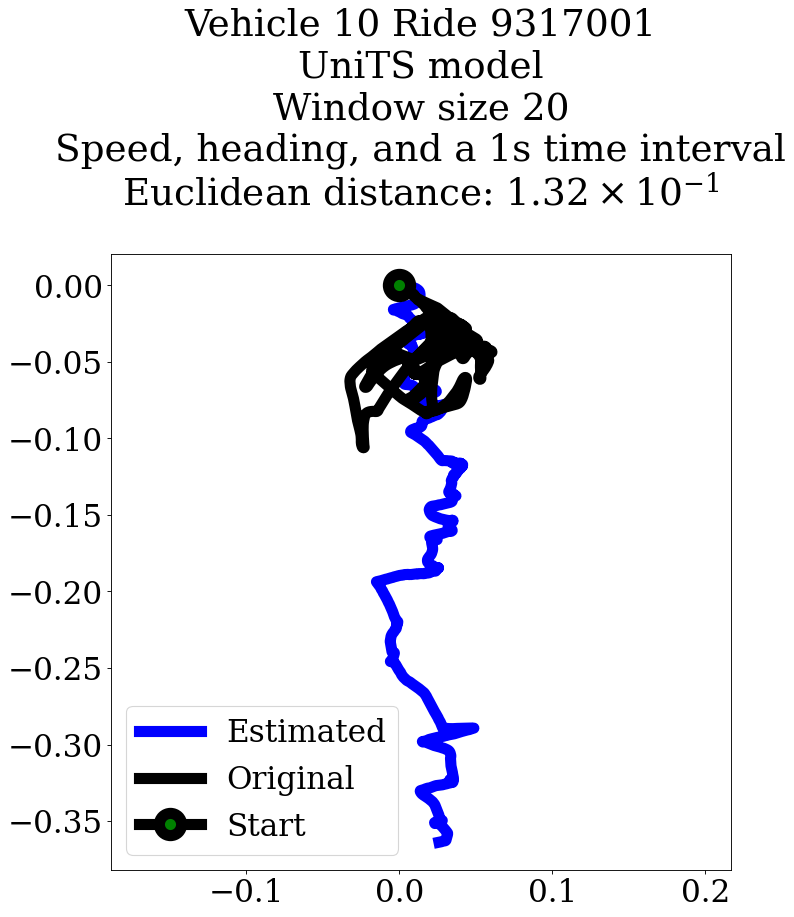 Vehicle 10 Ride 9317001
UniTS model
Window size 20
Speed, heading, and a 1s time interval
Euclidean distance: 1.32 × 10⁻¹
0.00
−0.05
−0.10
−0.15
−0.20
−0.25
−0.30
−0.35
Estimated
Original
Start
−0.1
0.0
0.1
0.2